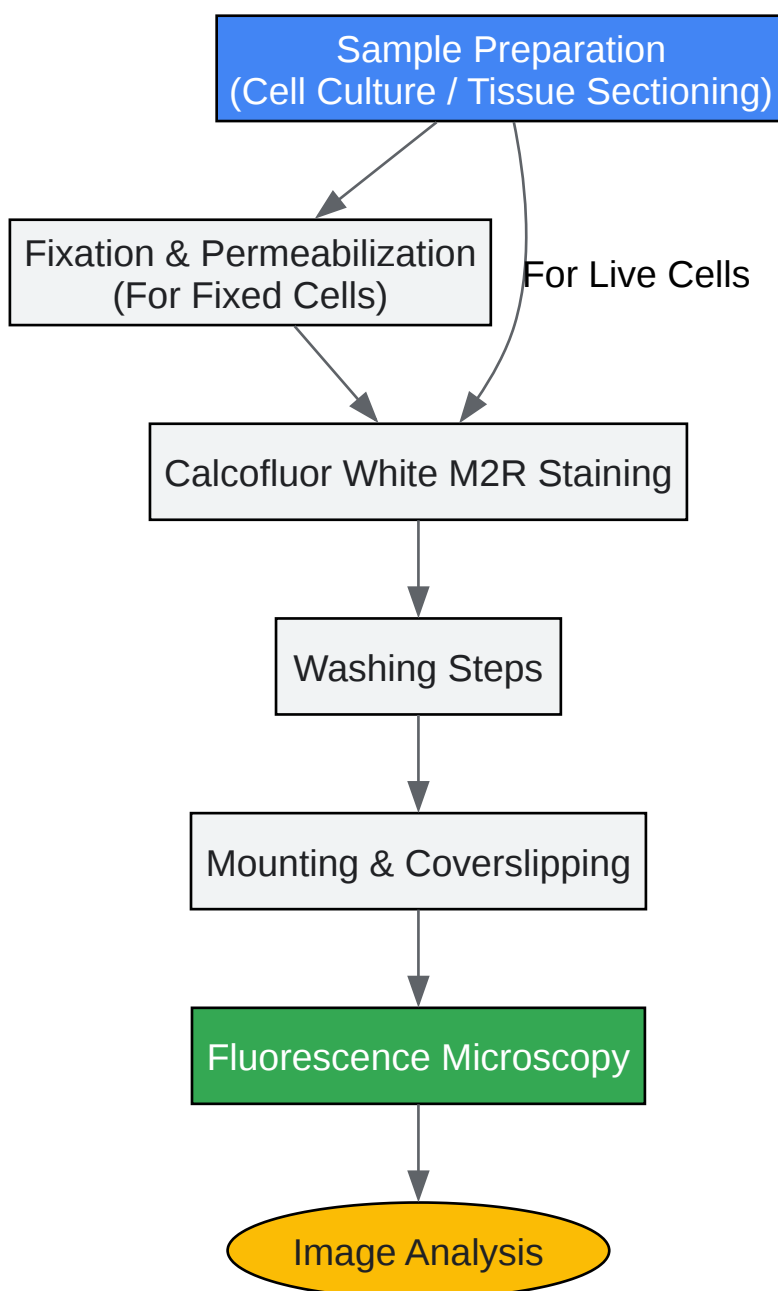 Sample Preparation
(Cell Culture / Tissue Sectioning)
Fixation & Permeabilization
(For Fixed Cells)
For Live Cells
Calcofluor White M2R Staining
Washing Steps
Mounting & Coverslipping
Fluorescence Microscopy
Image Analysis